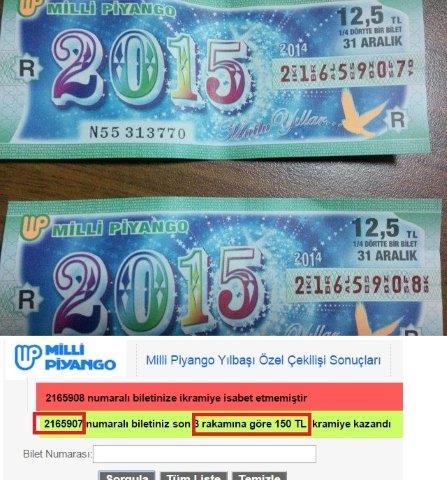 MİLLİ PİYANGO
12,5 TL
1/4 DÖRTTE BİR BİLET
31 ARALIK
2014
2015
R
2165907
N55 313770
Mutlu Yıllar...
R
MİLLİ PİYANGO
12,5 TL
1/4 DÖRTTE BİR BİLET
31 ARALIK
2014
2015
R
2165908
R
MİLLİ PİYANGO
Milli Piyango Yılbaşı Özel Çekilişi Sonuçları
2165908 numaralı biletinize ikramiye isabet etmemiştir
2165907 numaralı biletiniz son 3 rakamına göre 150 TL kramiye kazandı
Bilet Numarası:
Sorgula Tüm Liste Temizle